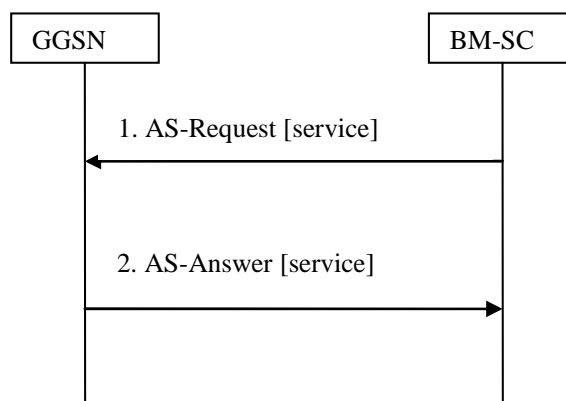 GGSN
BM-SC
1. AS-Request [service]
2. AS-Answer [service]